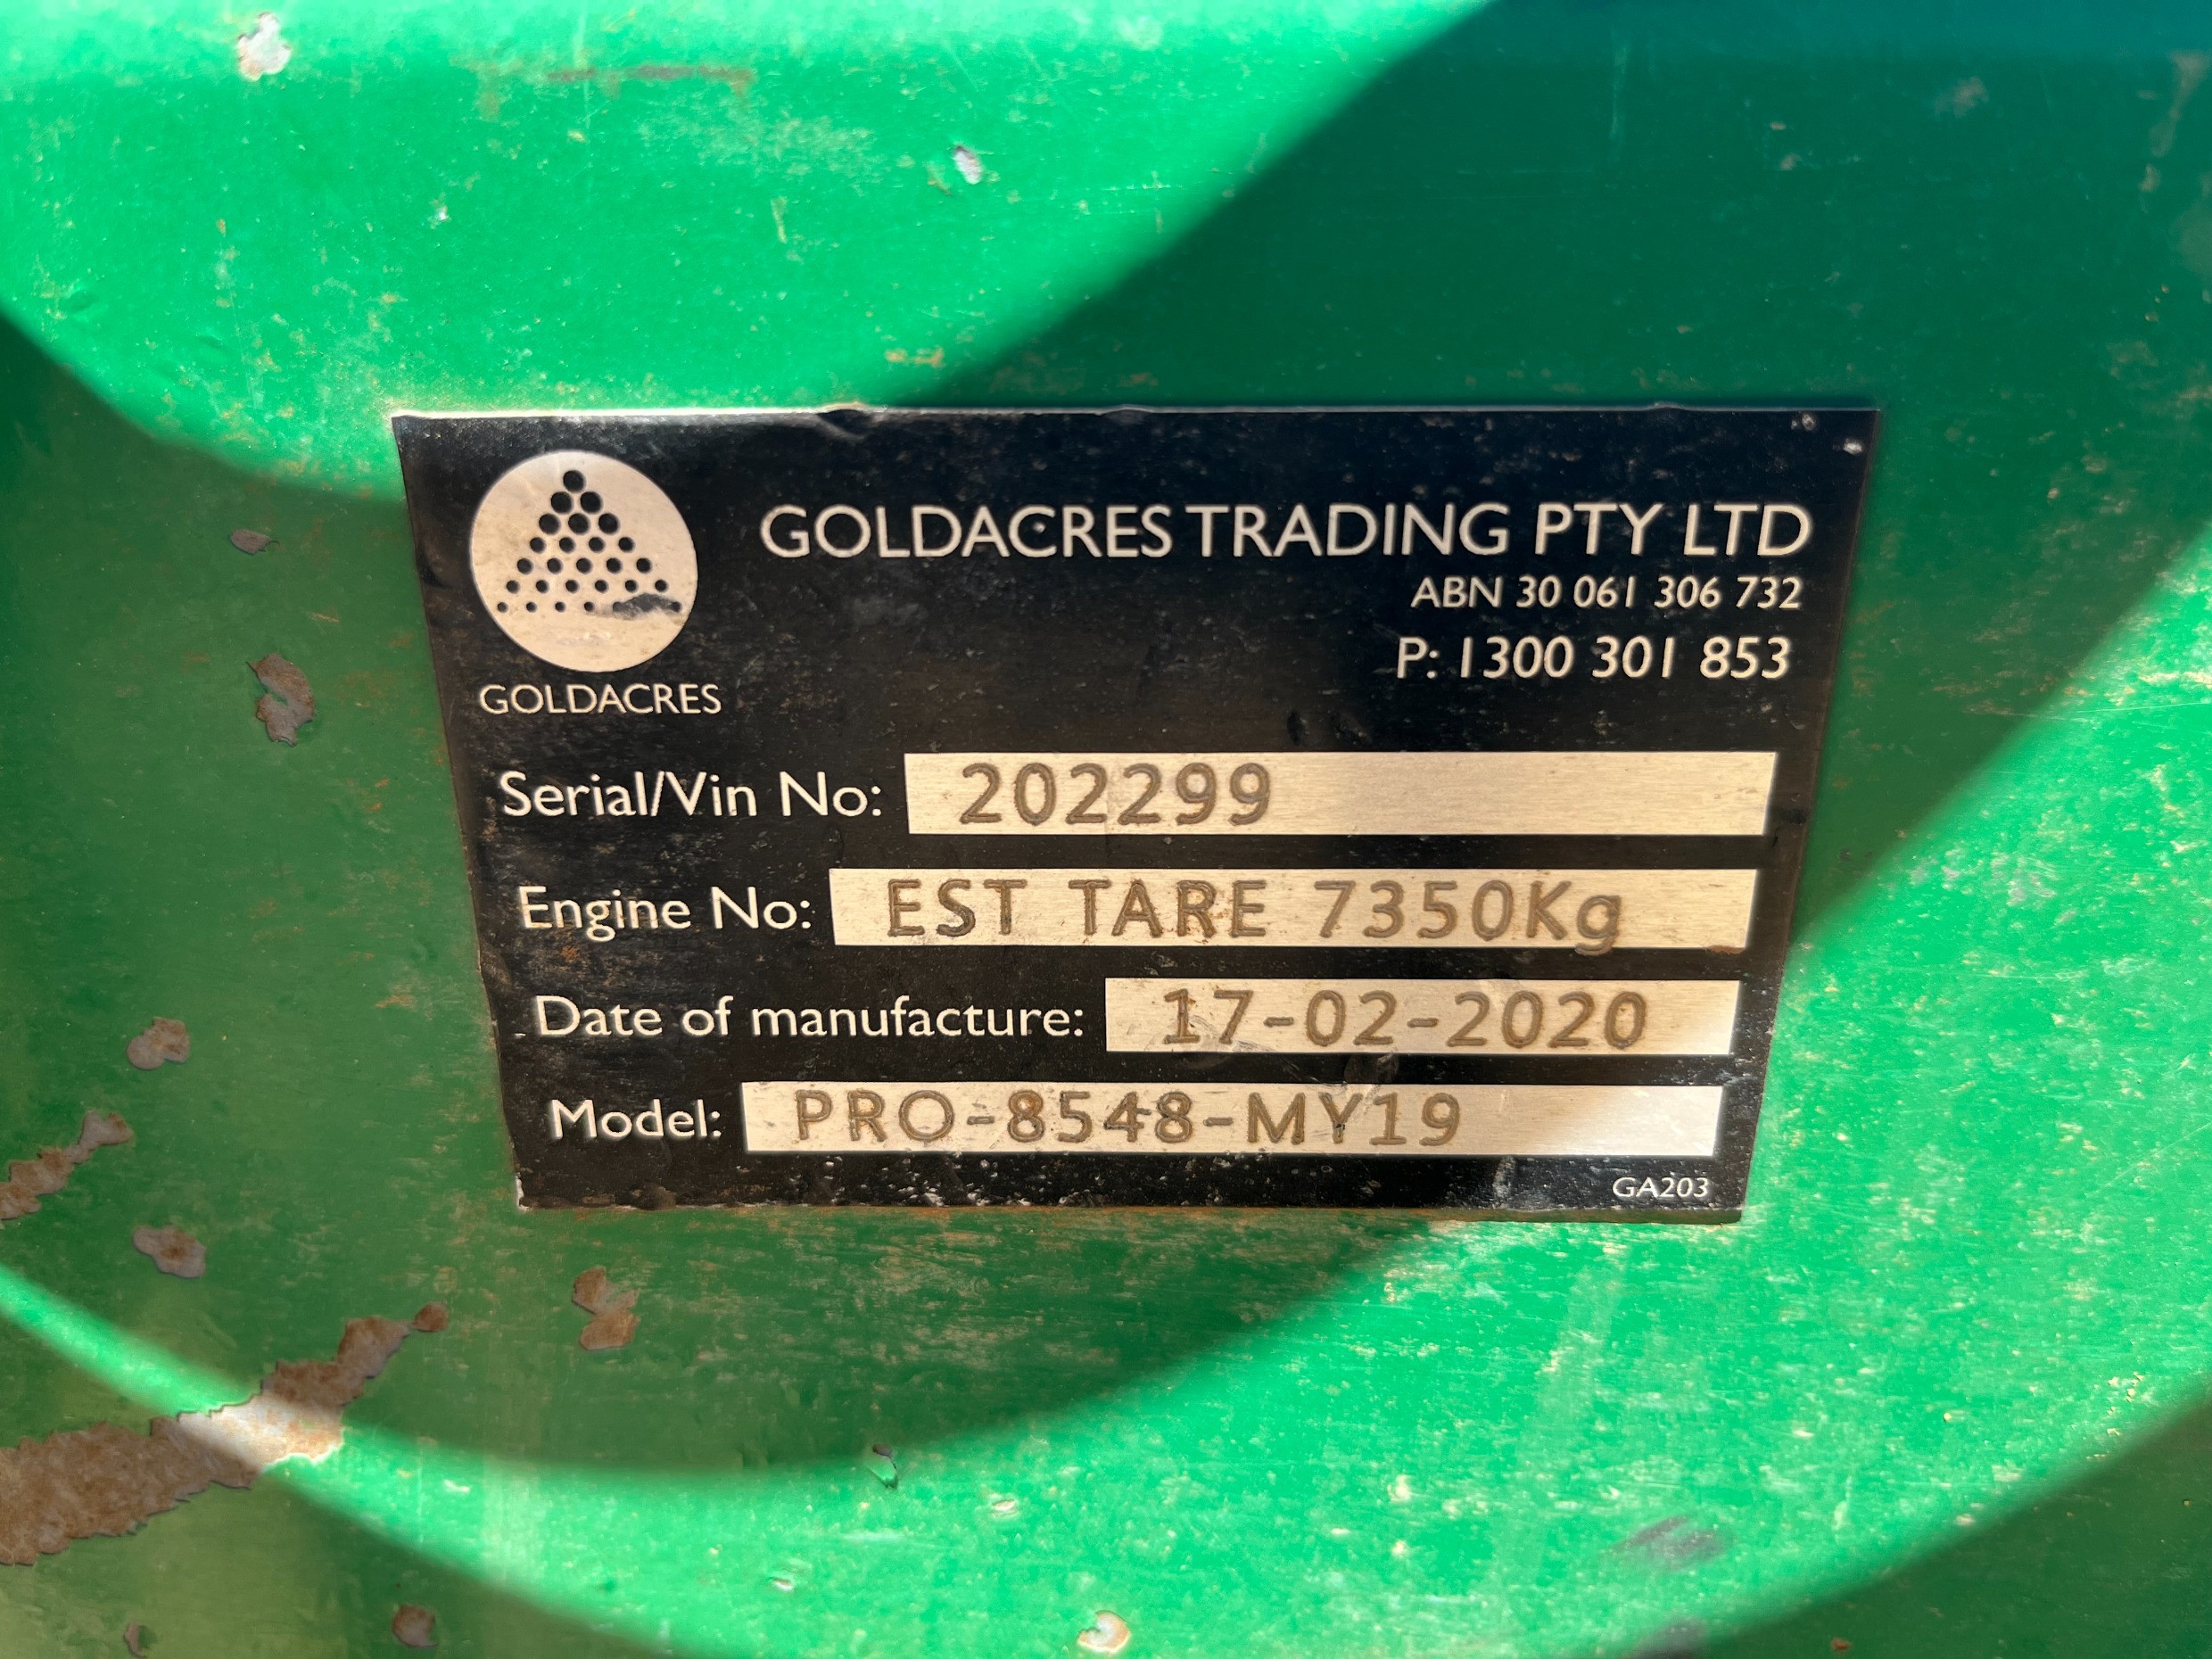 GOLDACRES TRADING PTY LTD
ABN 30 061 306 732
P: 1300 301 853
GOLDACRES
Serial/Vin No: 202299
Engine No: EST TARE 7350Kg
Date of manufacture: 17-02-2020
Model: PRO-8548-MY19
GA203